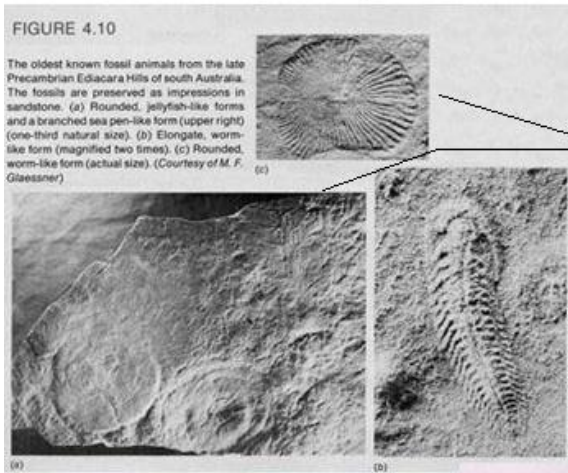 FIGURE 4.10
The oldest known fossil animals from the late
Precambrian Ediacara Hills of south Australia.
The fossils are preserved as impressions in
sandstone. (a) Rounded, jellyfish-like forms
and a branched sea pen-like form (upper right)
(one-third natural size). (b) Elongate, worm-
like form (magnified two times). (c) Rounded,
worm-like form (actual size). (Courtesy of M. F.
Glaessner)
(c)
(a)
(b)